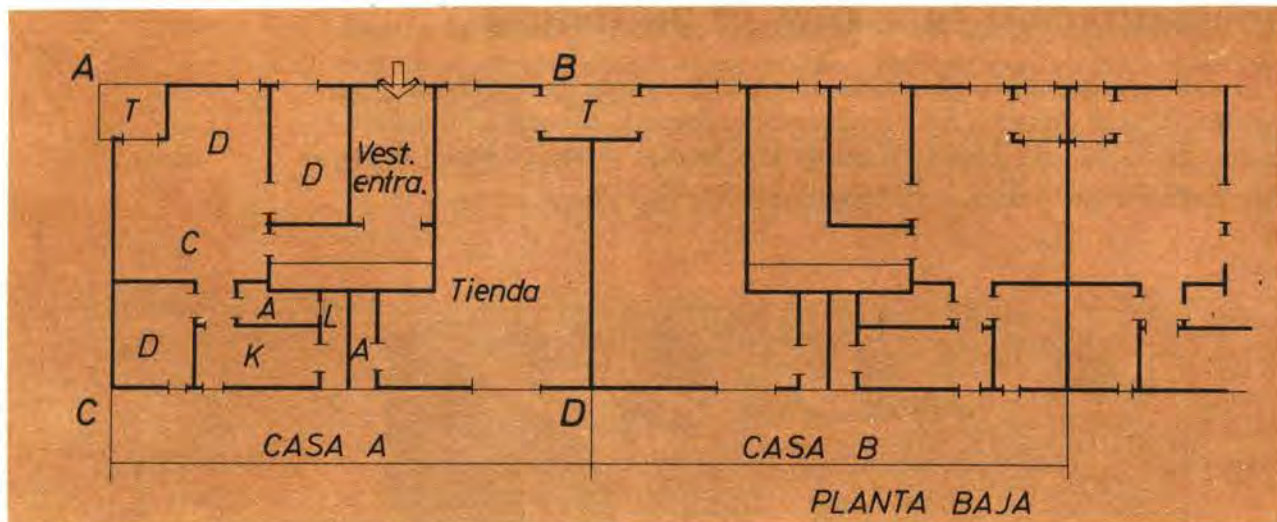 A
B
T
T
D
D
Vest.
entra.
C
Tienda
A
L
D
K
A
C
D
CASA A
CASA B
PLANTA BAJA